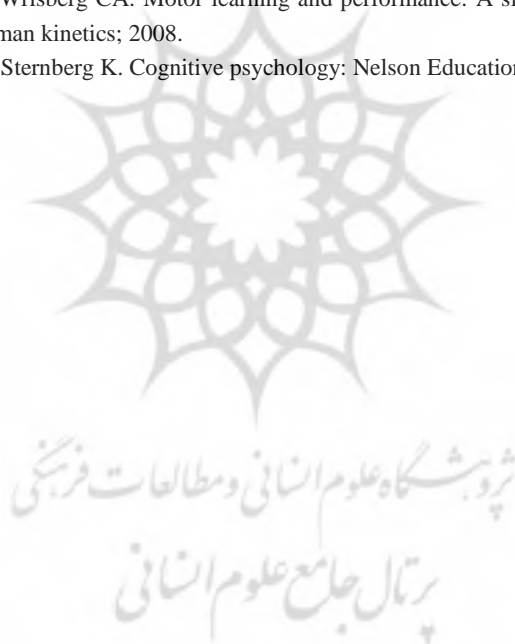 Wrisberg CA. Motor learning and performance: A si
man kinetics; 2008.
Sternberg K. Cognitive psychology: Nelson Education
پژوهشگاه علوم انسانی و مطالعات فرهنگی
پرتال جامع علوم انسانی